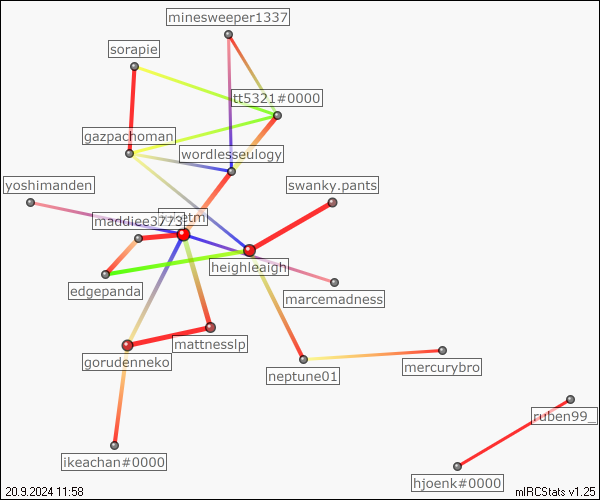 minesweeper1337
sorapie
tt5321#0000
gazpachoman
wordlesseulogy
yoshimanden
swanky.pants
maddiee3773
heighleaigh
edgepanda
marcemadness
mattnesslp
gorudenneko
neptune01
mercurybro
ruben99_
ikeachan#0000
hjoenk#0000
20.9.2024 11:58
mIRCStats v1.25